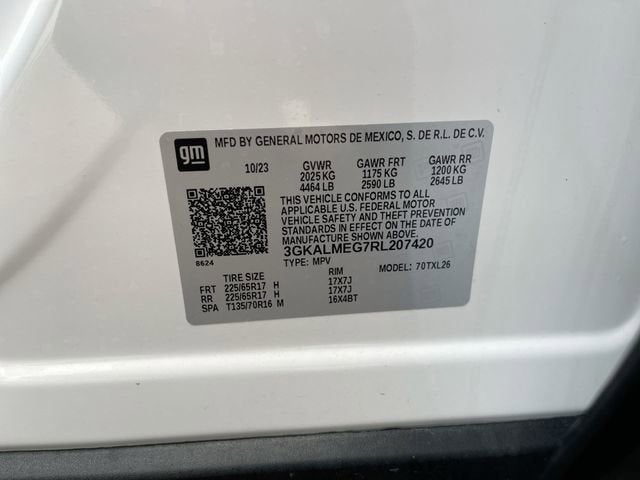 gm
MFD BY GENERAL MOTORS DE MEXICO, S. DE R.L. DE C.V.
10/23 GVWR GAWR FRT GAWR RR
2025 KG 1175 KG 1200 KG
4464 LB 2590 LB 2645 LB
THIS VEHICLE CONFORMS TO ALL
APPLICABLE U.S. FEDERAL MOTOR
VEHICLE SAFETY AND THEFT PREVENTION
STANDARDS IN EFFECT ON THE DATE OF
MANUFACTURE SHOWN ABOVE.
3GKALMEG7RL207420
8624 TYPE: MPV MODEL: 70TXL26
TIRE SIZE RIM
FRT 225/65R17 H 17X7J
RR 225/65R17 H 17X7J
SPA T135/70R16 M 16X4BT